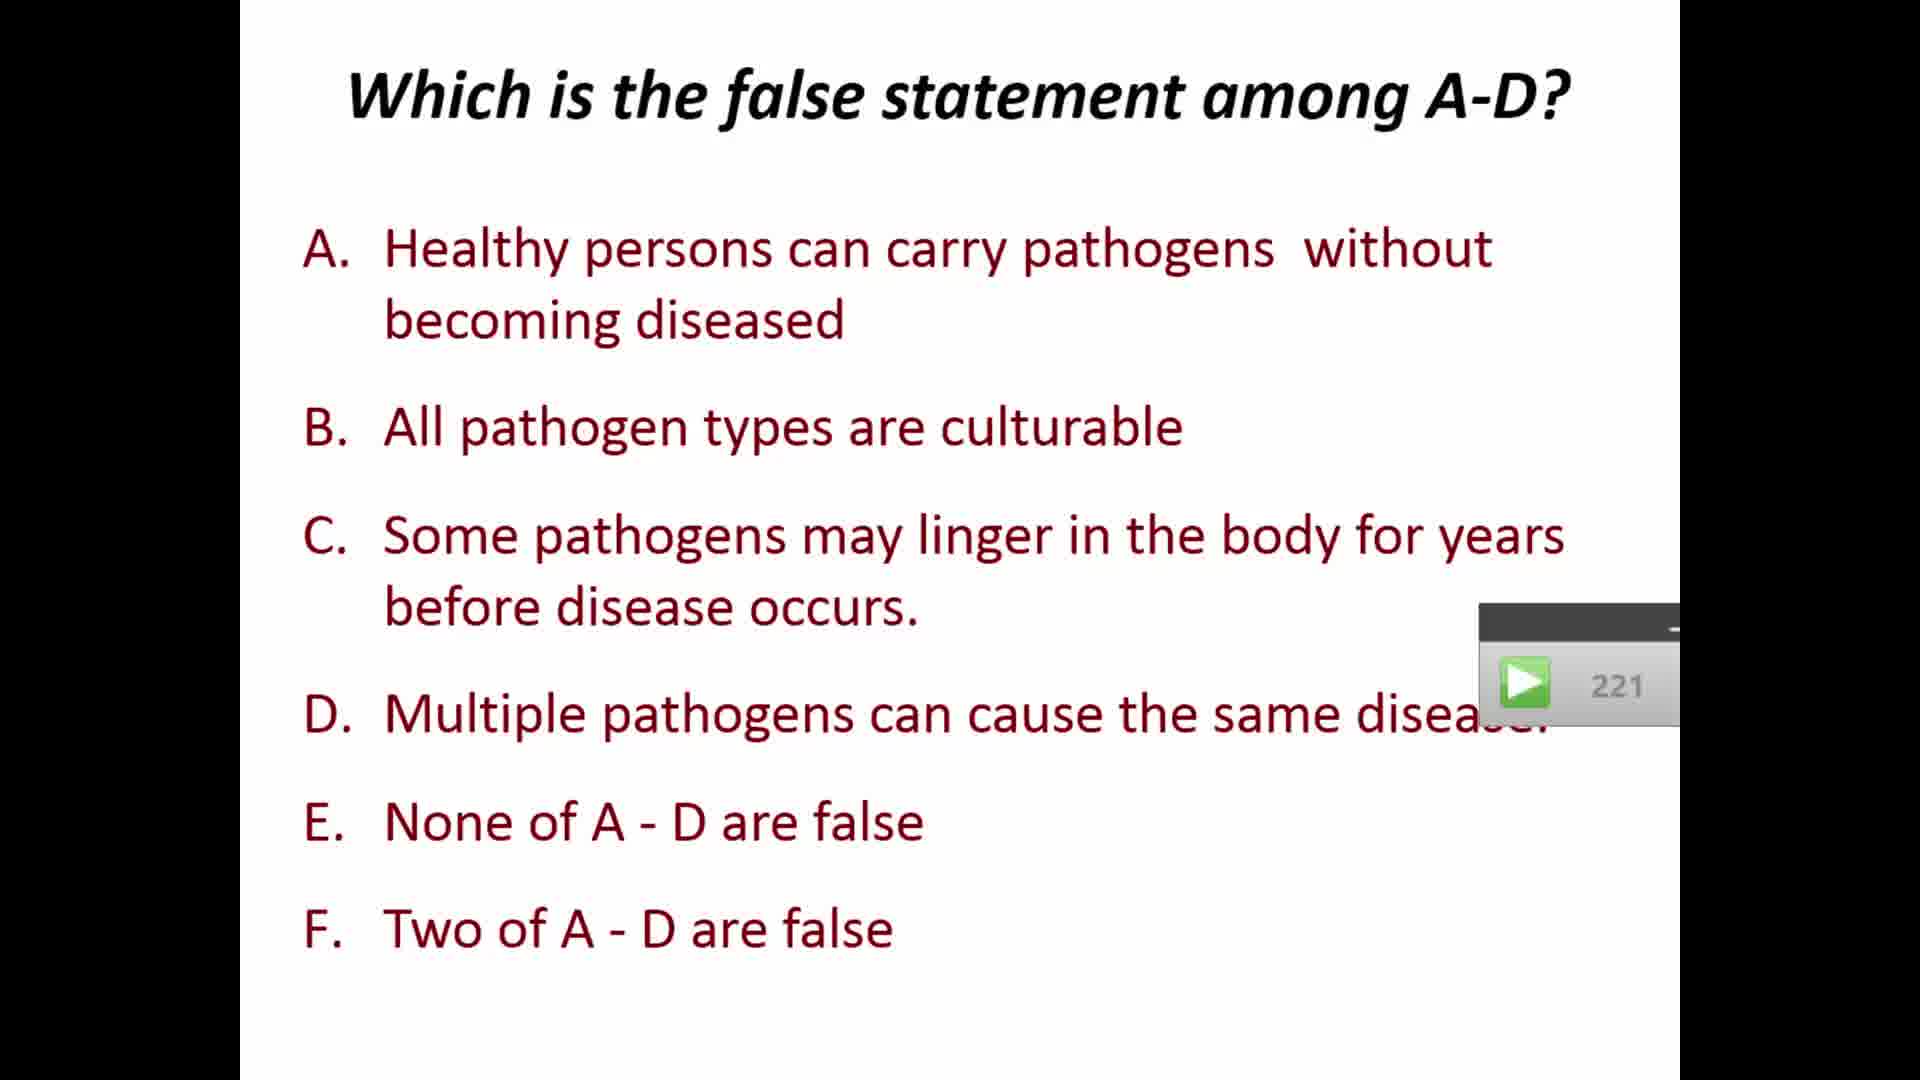 Which is the false statement among A-D?
A. Healthy persons can carry pathogens  without
becoming diseased
B. All pathogen types are culturable
C. Some pathogens may linger in the body for years
before disease occurs.
D. Multiple pathogens can cause the same disease.
221
E. None of A - D are false
F. Two of A - D are false